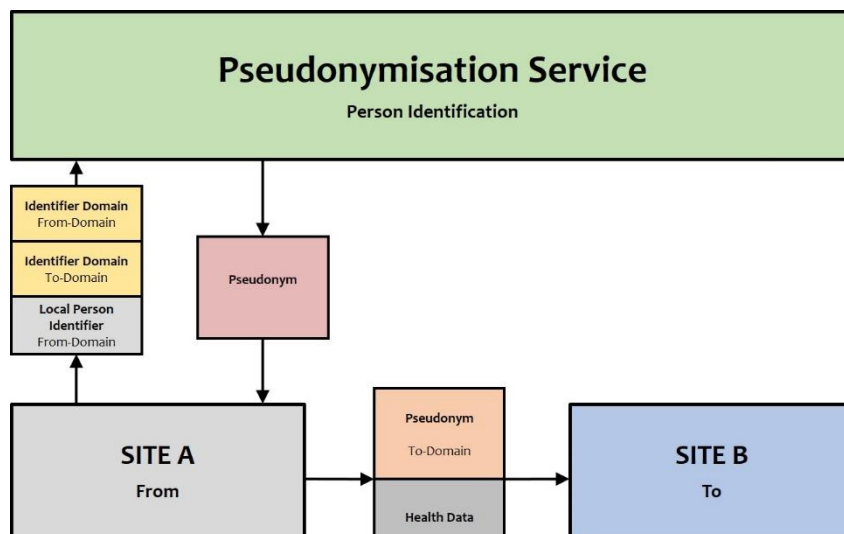 Pseudonymisation Service
Person Identification
Identifier Domain
From-Domain
Identifier Domain
To-Domain
Local Person
Identifier
From-Domain
Pseudonym
SITE A
From
Pseudonym
To-Domain
Health Data
SITE B
To